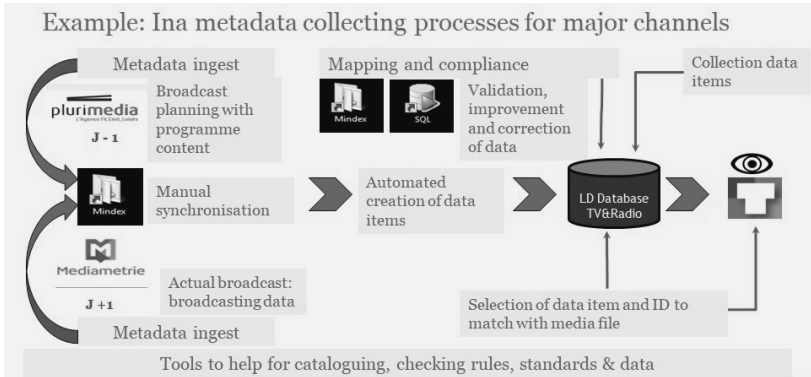 Example: Ina metadata collecting processes for major channels
Metadata ingest
plurimedia
L'Agence TV, Ciné, Loisirs
J - 1
Broadcast
planning with
programme
content
Mapping and compliance
Mindex
SQL
Validation,
improvement
and correction
of data
Collection data
items
Mindex
Manual
synchronisation
Automated
creation of data
items
LD Database
TV&Radio
Mediametrie
J +1
Actual broadcast:
broadcasting data
Metadata ingest
Selection of data item and ID to
match with media file
Tools to help for cataloguing, checking rules, standards & data